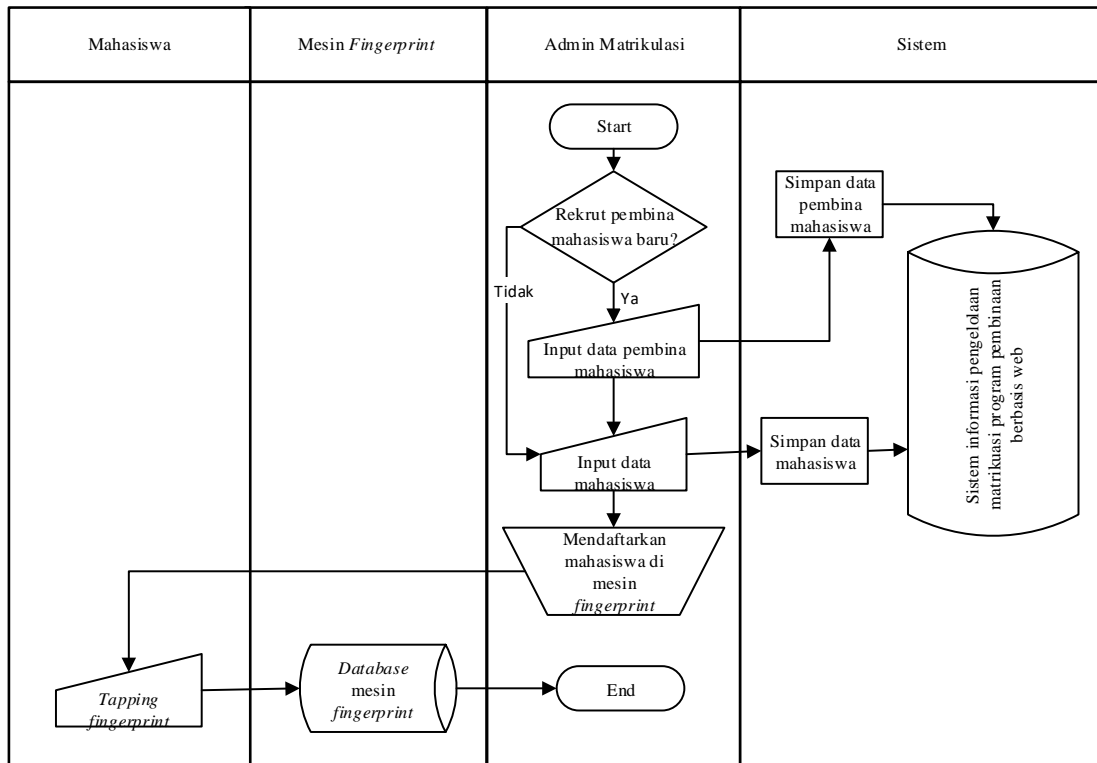 Mahasiswa
Mesin Fingerprint
Admin Matrikulasi
Sistem
Start
Rekrut pembina
mahasiswa baru?
Tidak
Ya
Input data pembina
mahasiswa
Simpan data
pembina
mahasiswa
Input data
mahasiswa
Simpan data
mahasiswa
Sistem informasi pengelolaan
matrikuasi program pembinaan
berbasis web
Mendaftarkan
mahasiswa di
mesin
fingerprint
Tapping
fingerprint
Database
mesin
fingerprint
End